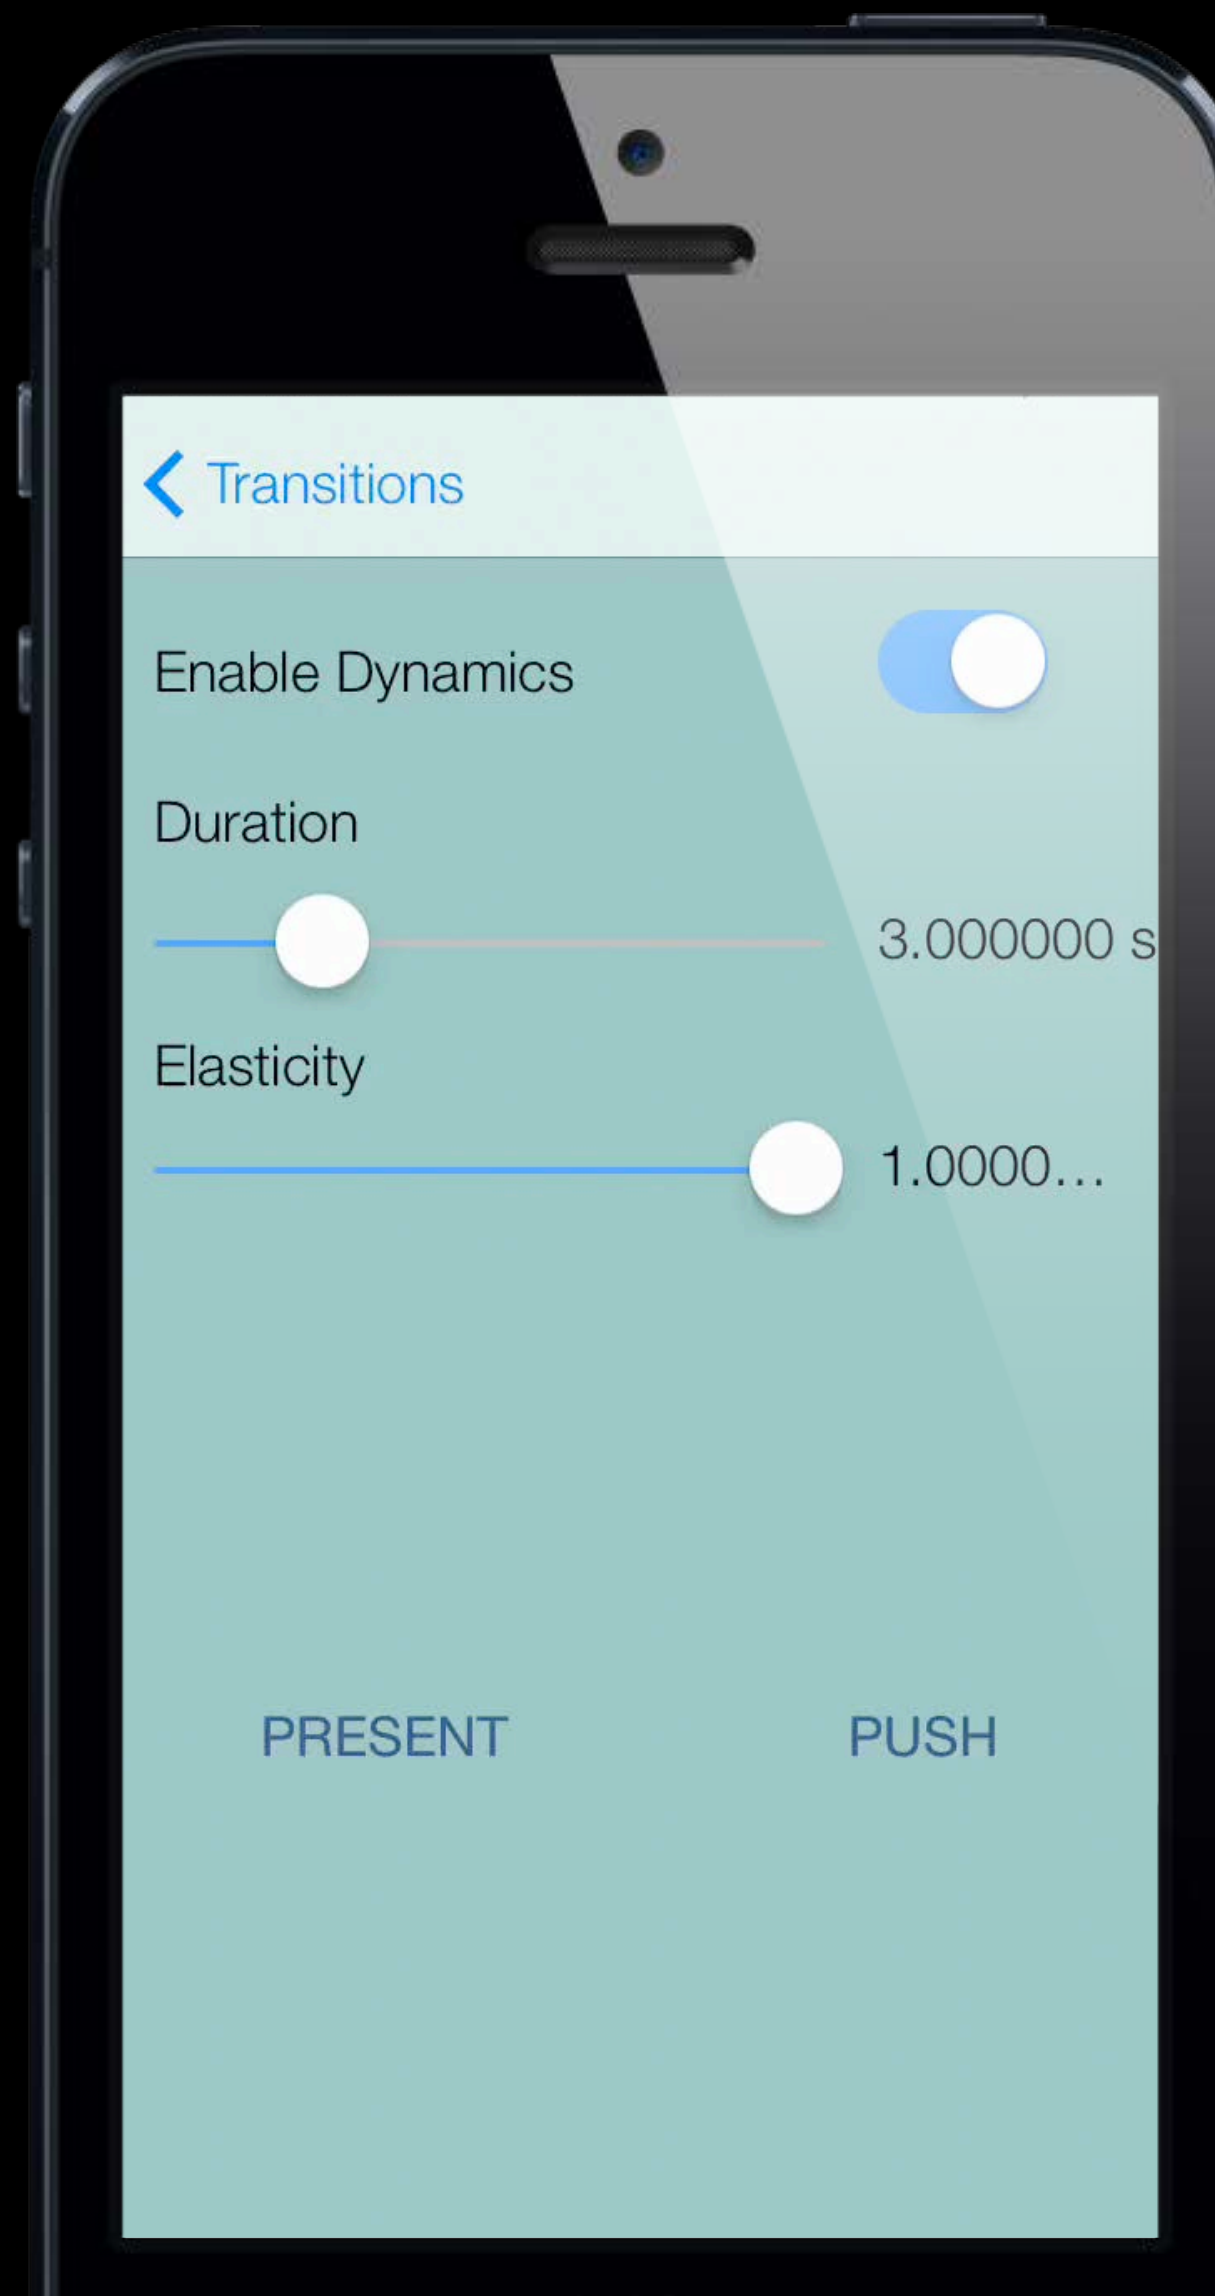 Transitions
Enable Dynamics
Duration
3.000000 s
Elasticity
1.0000…
PRESENT
PUSH